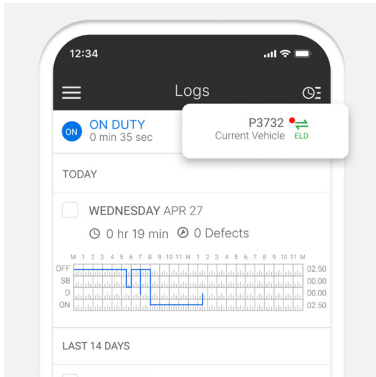 12:34
Logs
ON
ON DUTY
0 min 35 sec
P3732
Current Vehicle
ELD
TODAY
WEDNESDAY APR 27
0 hr 19 min 0 Defects
M 1 2 3 4 5 6 7 8 9 10 11 N 1 2 3 4 5 6 7 8 9 10 11 M
OFF 02.50
SB 00.00
D 00.00
ON 02.50
LAST 14 DAYS